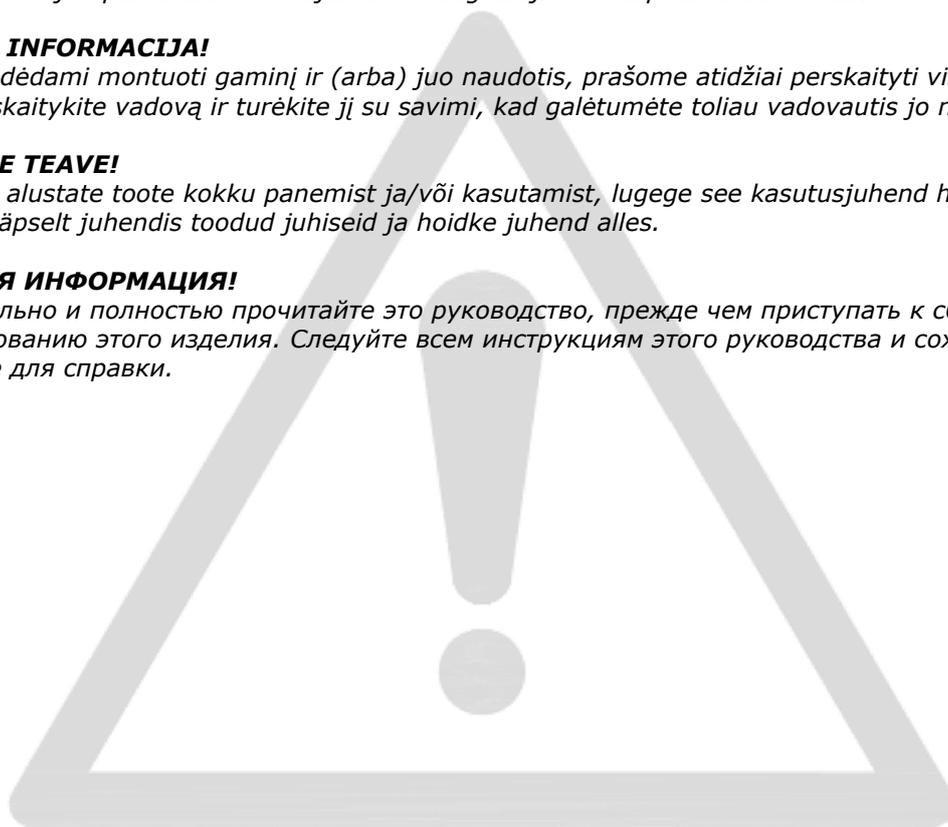 INFORMACIJA!
dėdami montuoti gaminį ir (arba) juo naudotis, prašome atidžiai perskaityti vi
skaitykite vadovą ir turėkite jį su savimi, kad galėtumėte toliau vadovautis jo
E TEAVE!
alustate toote kokku panemist ja/või kasutamist, lugege see kasutusjuhend
äpselt juhendis toodud juhiseid ja hoidke juhend alles.
Я ИНФОРМАЦИЯ!
льно и полностью прочитайте это руководство, прежде чем приступать к
ованию этого изделия. Следуйте всем инструкциям этого руководства и сох
для справки.